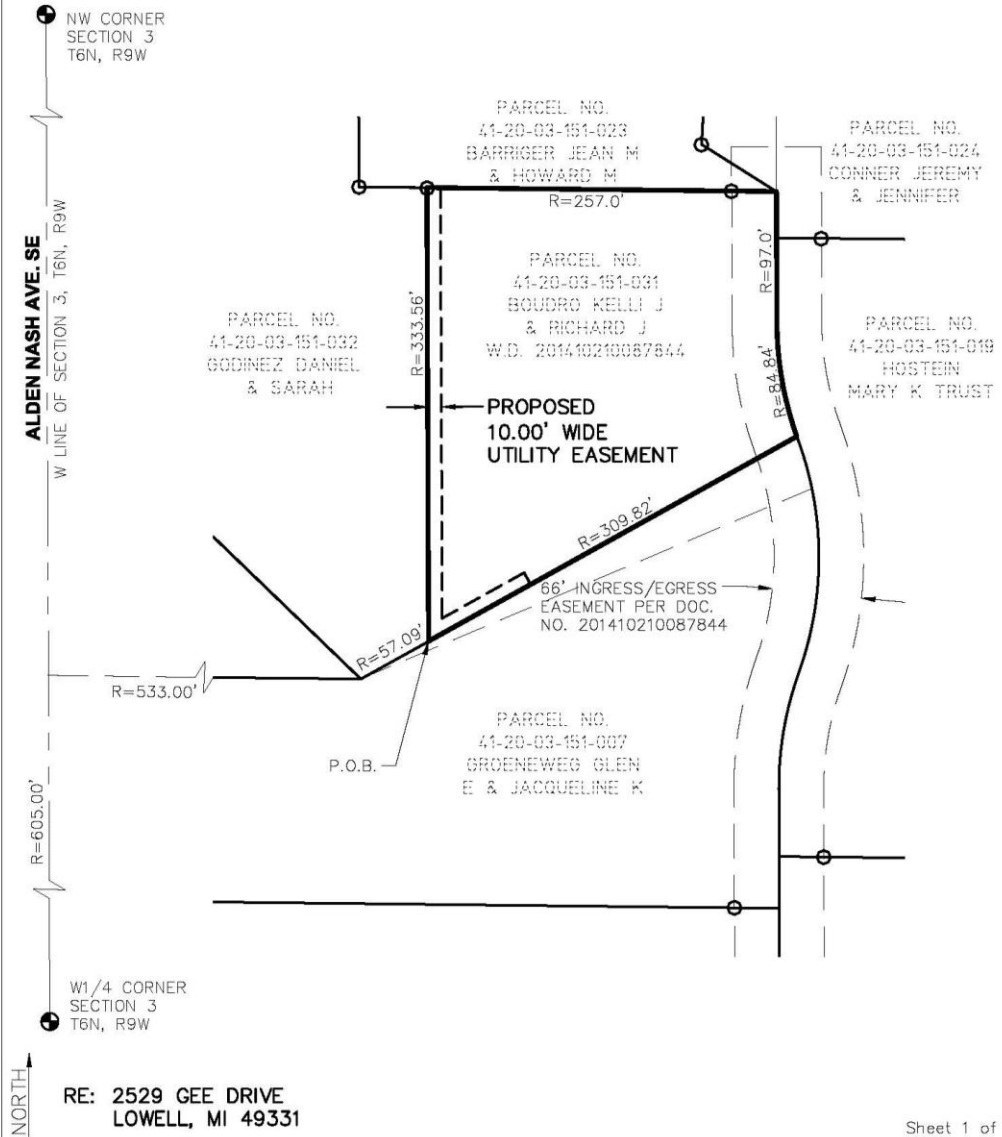 NW CORNER
SECTION 3
T6N, R9W
PARCEL NO.
41-20-03-151-023
BARRIGER JEAN M
& HOWARD M
R=257.0'
PARCEL NO.
41-20-03-151-024
CONNER JEREMY
& JENNIFER
ALDEN NASH AVE. SE
W LINE OF SECTION 3, T6N, R9W
PARCEL NO.
41-20-03-151-032
GODINEZ DANIEL
& SARAH
R=333.56'
PARCEL NO.
41-20-03-151-031
BOUDRO KELLI J
& RICHARD J
W.D. 201410210087844
R=97.0'
R=84.84'
PARCEL NO.
41-20-03-151-019
HOSTEIN
MARY K TRUST
PROPOSED
10.00' WIDE
UTILITY EASEMENT
R=309.82'
66' INGRESS/EGRESS
EASEMENT PER DOC.
NO. 201410210087844
R=57.09'
R=533.00'
P.O.B.
PARCEL NO.
41-20-03-151-007
GROENEWEG GLEN
E & JACQUELINE K
R=605.00'
W1/4 CORNER
SECTION 3
T6N, R9W
NORTH
RE: 2529 GEE DRIVE
LOWELL, MI 49331
Sheet 1 of